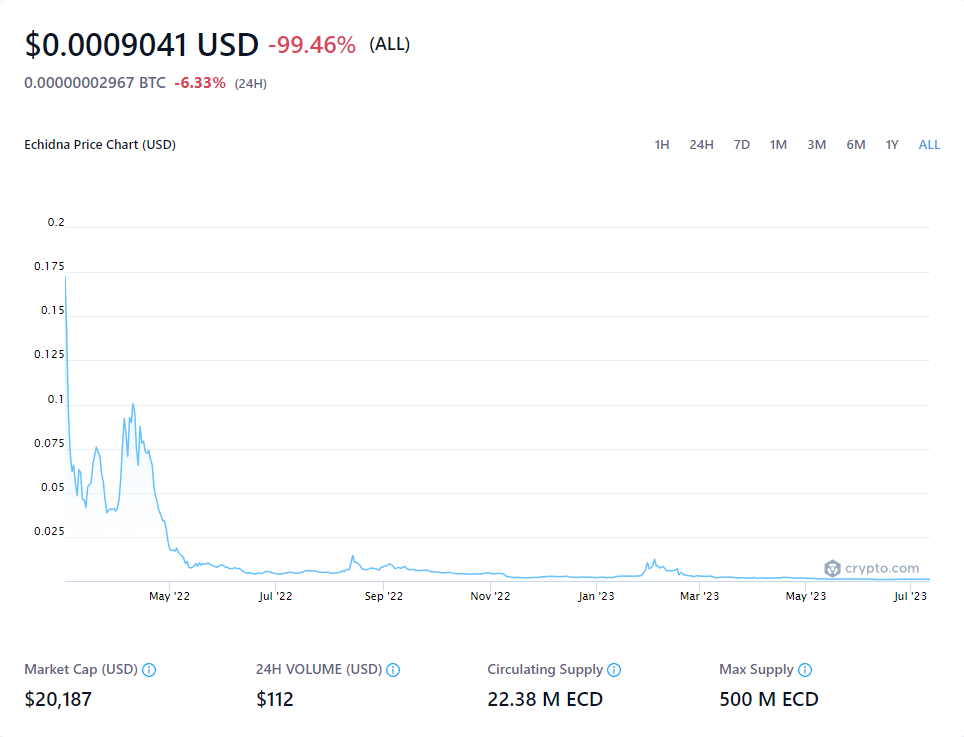 $0.0009041 USD -99.46% (ALL)
0.00000002967 BTC -6.33% (24H)
Echidna Price Chart (USD) 1H 24H 7D 1M 3M 6M 1Y ALL
0.2
0.175
0.15
0.125
0.1
0.075
0.05
0.025
crypto.com
May '22 Jul '22 Sep '22 Nov '22 Jan '23 Mar '23 May '23 Jul '23
Market Cap (USD) 24H VOLUME (USD) Circulating Supply Max Supply
$20,187 $112 22.38 M ECD 500 M ECD